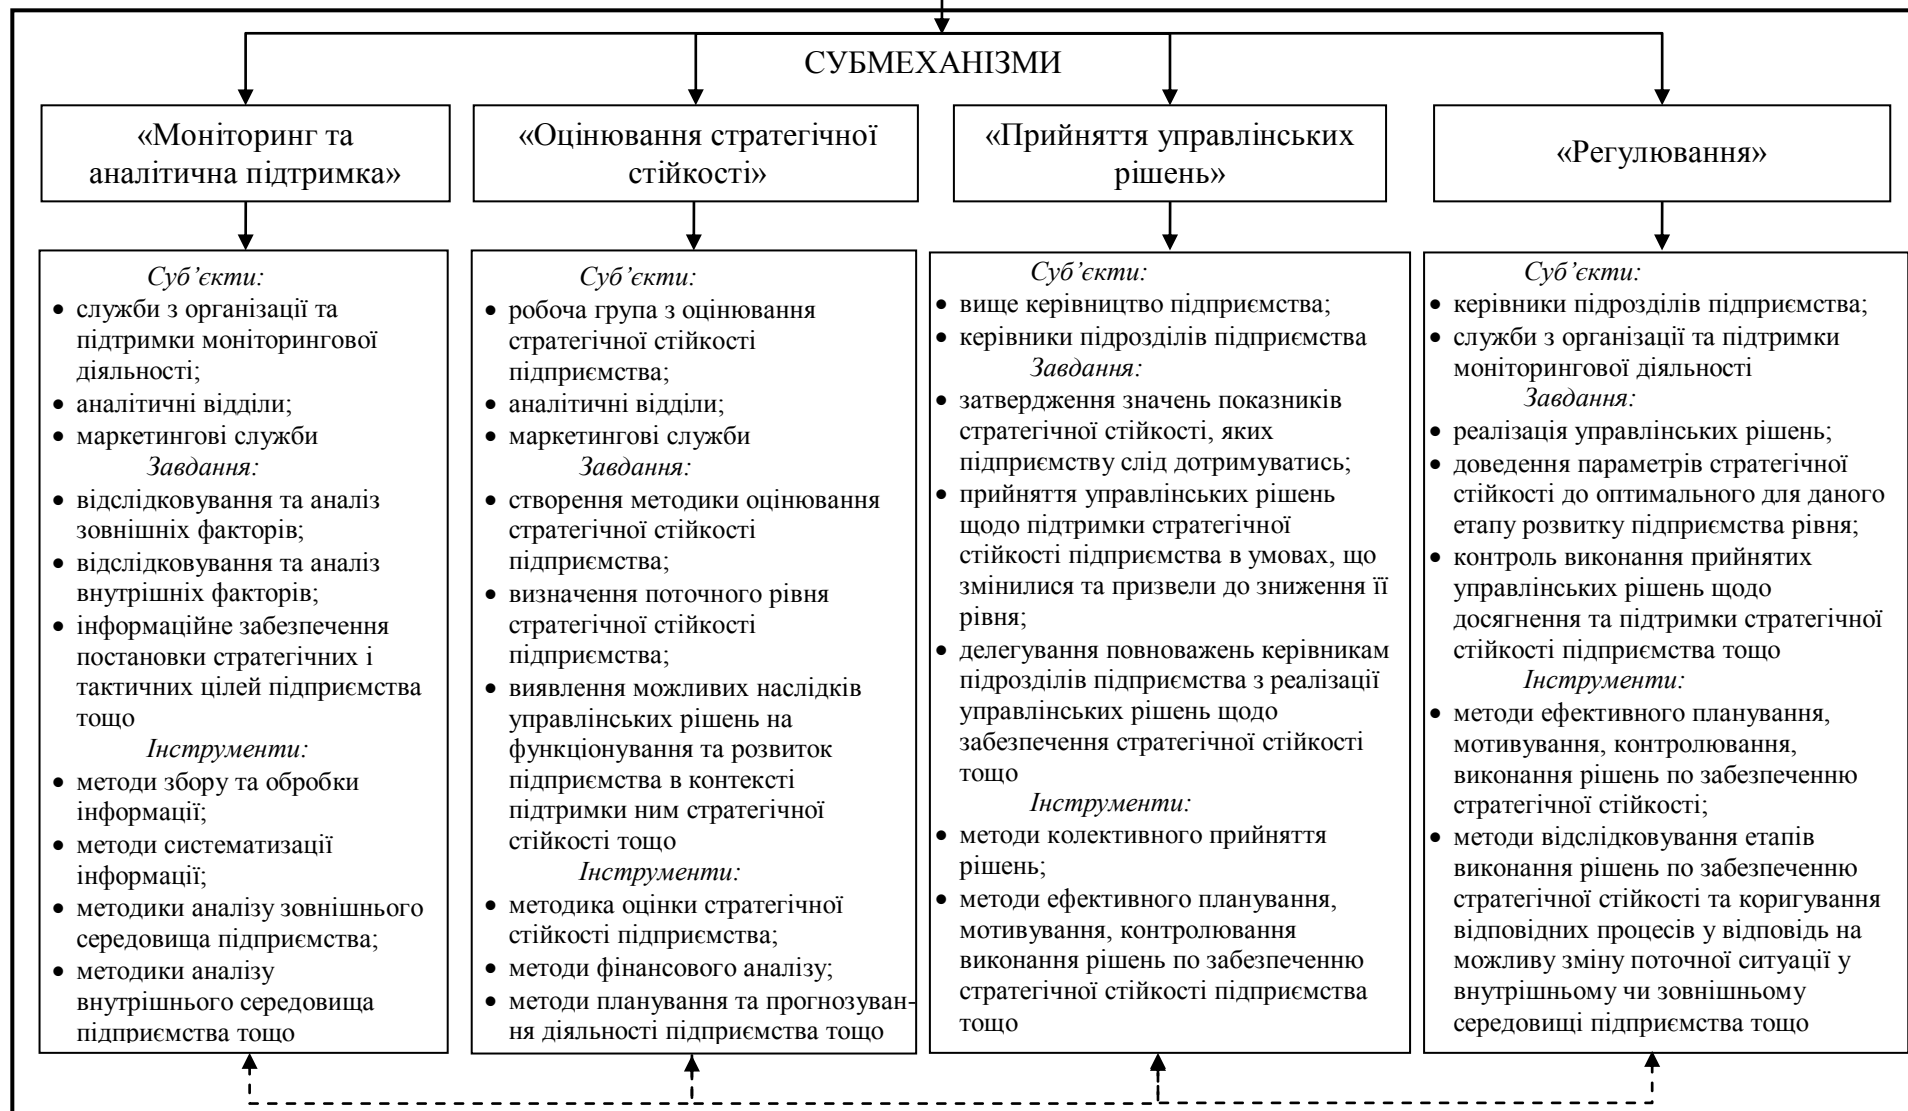 СУБМЕХАНІЗМИ
«Моніторинг та
аналітична підтримка»
«Оцінювання стратегічної
стійкості»
«Прийняття управлінських
рішень»
«Регулювання»
Суб’єкти:
• служби з організації та
підтримки моніторингової
діяльності;
• аналітичні відділи;
• маркетингові служби
Завдання:
• відслідковування та аналіз
зовнішніх факторів;
• відслідковування та аналіз
внутрішніх факторів;
• інформаційне забезпечення
постановки стратегічних і
тактичних цілей підприємства
тощо
Інструменти:
• методи збору та обробки
інформації;
• методи систематизації
інформації;
• методики аналізу зовнішнього
середовища підприємства;
• методики аналізу
внутрішнього середовища
підприємства тощо
Суб’єкти:
• робоча група з оцінювання
стратегічної стійкості
підприємства;
• аналітичні відділи;
• маркетингові служби
Завдання:
• створення методики оцінювання
стратегічної стійкості
підприємства;
• визначення поточного рівня
стратегічної стійкості
підприємства;
• виявлення можливих наслідків
управлінських рішень на
функціонування та розвиток
підприємства в контексті
підтримки ним стратегічної
стійкості тощо
Інструменти:
• методика оцінки стратегічної
стійкості підприємства;
• методи фінансового аналізу;
• методи планування та прогнозуван-
ня діяльності підприємства тощо
Суб’єкти:
• вище керівництво підприємства;
• керівники підрозділів підприємства
Завдання:
• затвердження значень показників
стратегічної стійкості, яких
підприємству слід дотримуватись;
• прийняття управлінських рішень
щодо підтримки стратегічної
стійкості підприємства в умовах, що
змінилися та призвели до зниження її
рівня;
• делегування повноважень керівникам
підрозділів підприємства з реалізації
управлінських рішень щодо
забезпечення стратегічної стійкості
тощо
Інструменти:
• методи колективного прийняття
рішень;
• методи ефективного планування,
мотивування, контролювання
виконання рішень по забезпеченню
стратегічної стійкості підприємства
тощо
Суб’єкти:
• керівники підрозділів підприємства;
• служби з організації та підтримки
моніторингової діяльності
Завдання:
• реалізація управлінських рішень;
• доведення параметрів стратегічної
стійкості до оптимального для даного
етапу розвитку підприємства рівня;
• контроль виконання прийнятих
управлінських рішень щодо
досягнення та підтримки стратегічної
стійкості підприємства тощо
Інструменти:
• методи ефективного планування,
мотивування, контролювання,
виконання рішень по забезпеченню
стратегічної стійкості;
• методи відслідковування етапів
виконання рішень по забезпеченню
стратегічної стійкості та коригування
відповідних процесів у відповідь на
можливу зміну поточної ситуації у
внутрішньому чи зовнішньому
середовищі підприємства тощо